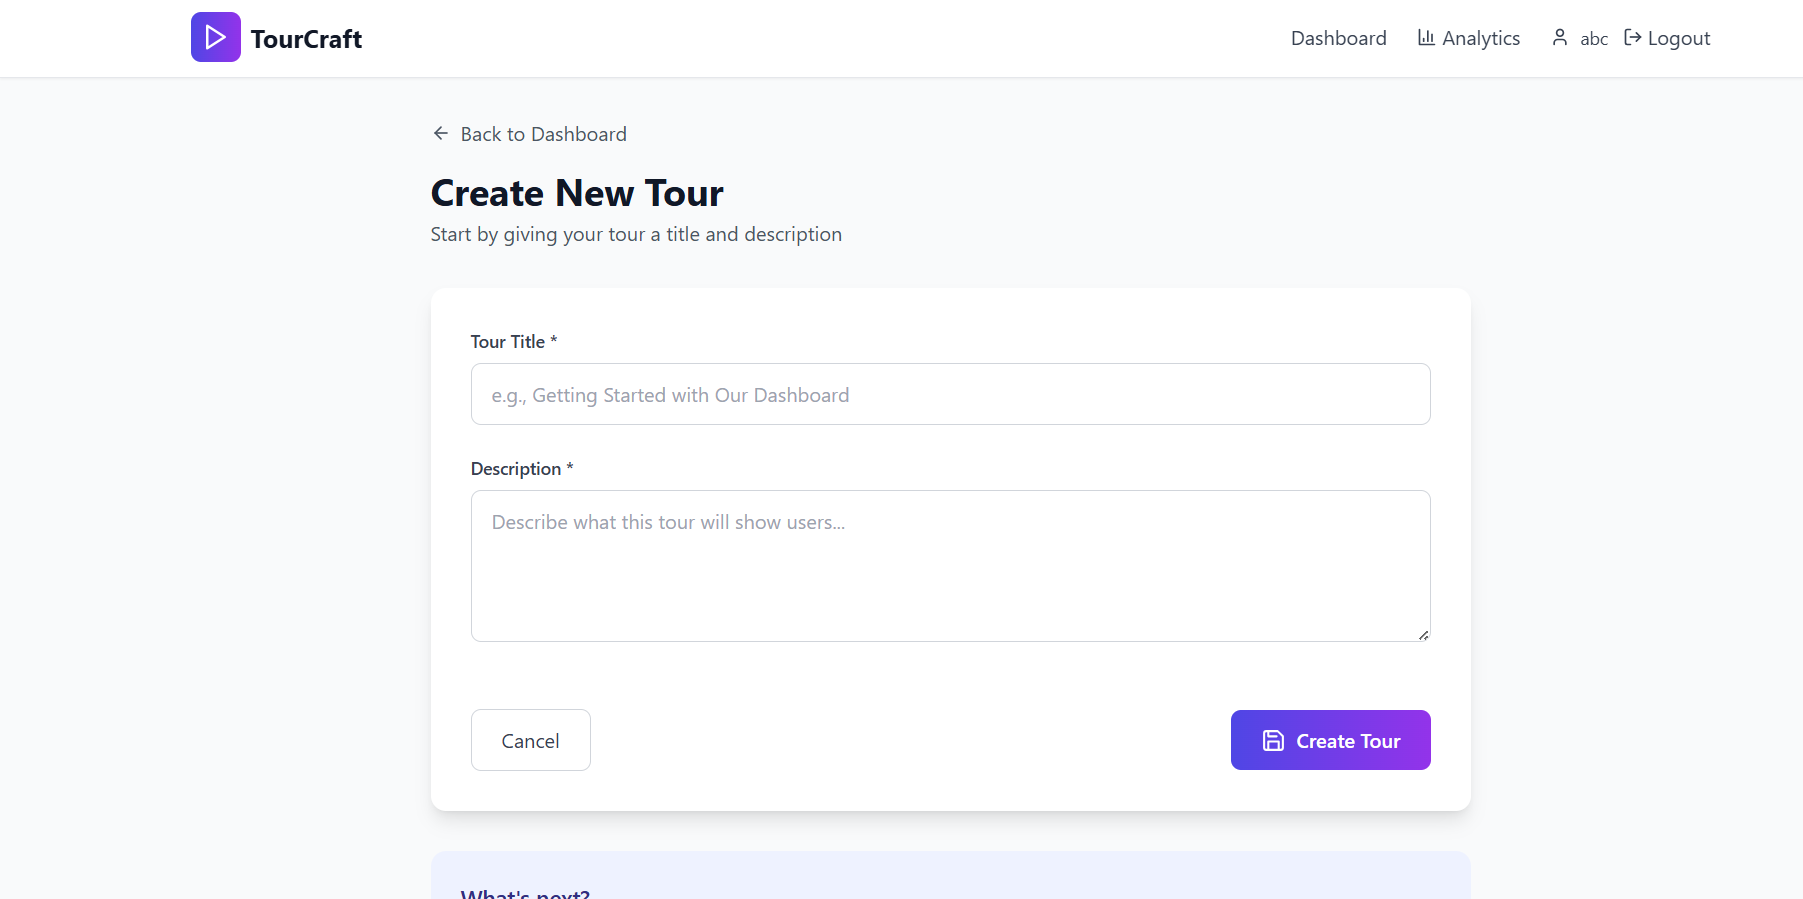 TourCraft
Dashboard
Analytics
abc
Logout
Back to Dashboard
Create New Tour
Start by giving your tour a title and description
Tour Title *
e.g., Getting Started with Our Dashboard
Description *
Describe what this tour will show users...
Cancel
Create Tour
What's next?